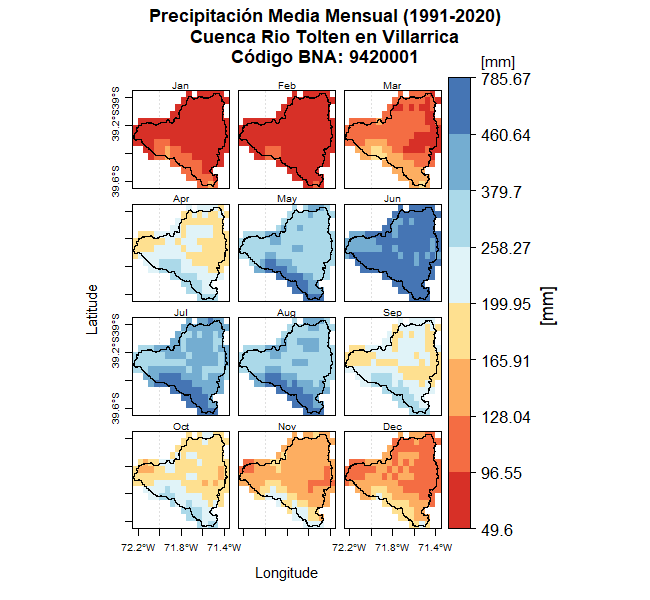 Precipitación Media Mensual (1991-2020)
Cuenca Rio Tolten en Villarrica
Código BNA: 9420001
[mm]
Jan
Feb
Mar
39.6°S
39.2°S
39°S
Apr
May
Jun
Jul
Aug
Sep
39.6°S
39.2°S
39°S
Oct
Nov
Dec
72.2°W
71.8°W
71.4°W
72.2°W
71.8°W
71.4°W
Latitude
Longitude
785.67
460.64
379.7
258.27
199.95
165.91
128.04
96.55
49.6
[mm]